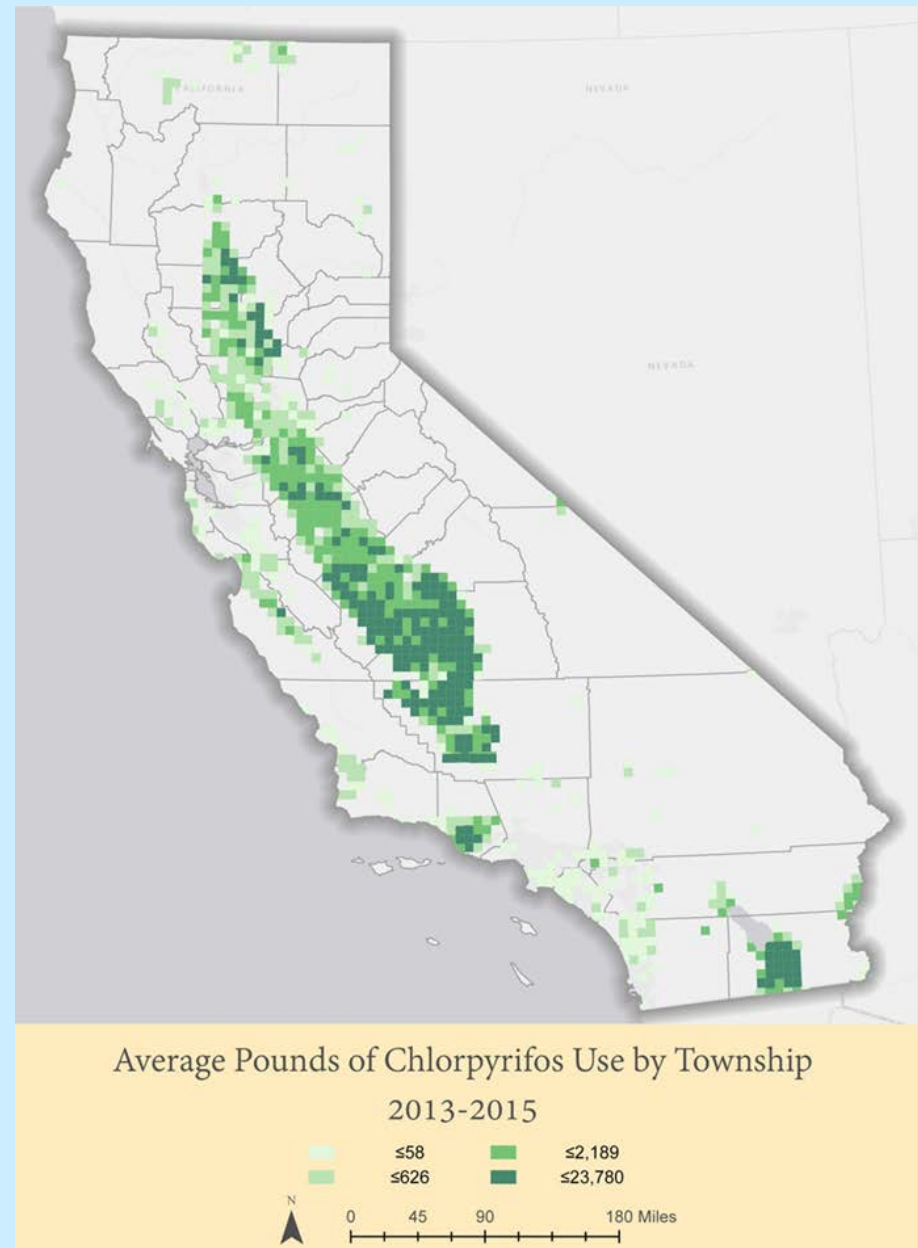 CALIFORNIA
NEVADA
NEVADA
Average Pounds of Chlorpyrifos Use by Township
2013-2015
≤58 ≤2,189
≤626 ≤23,780
N
0 45 90 180 Miles